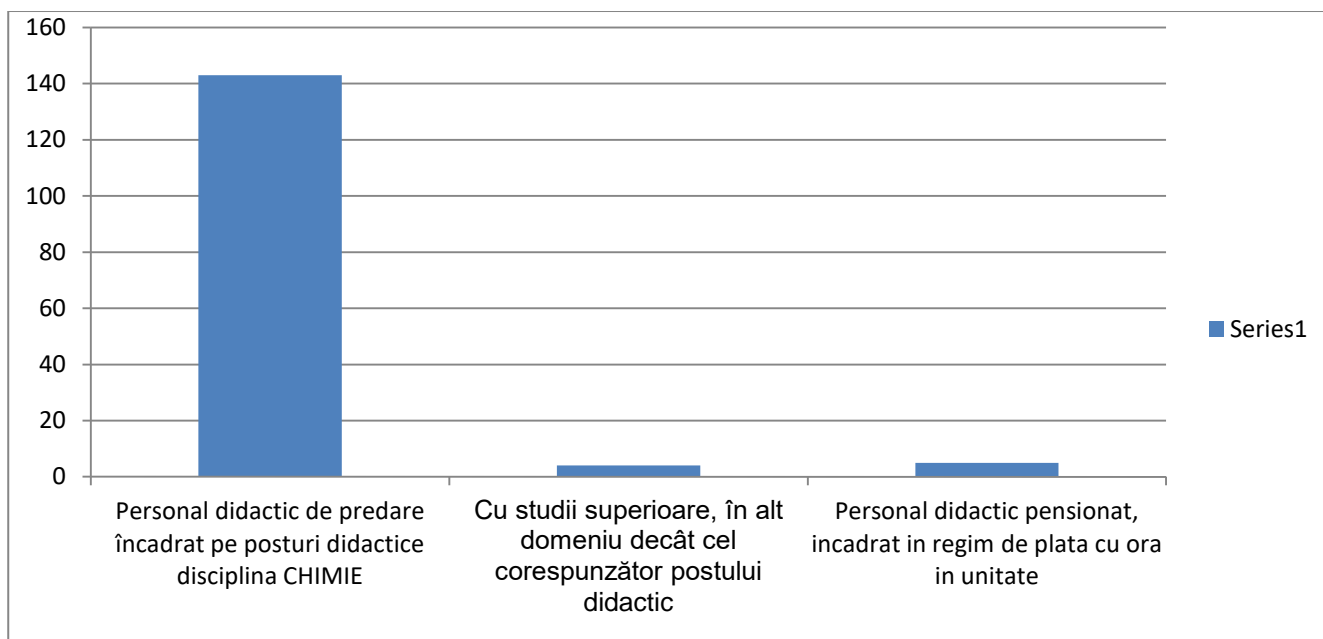 160
140
120
100
80
60
40
20
0
Personal didactic de predare
încadrat pe posturi didactice
disciplina CHIMIE
Cu studii superioare, în alt
domeniu decât cel
corespunzător postului
didactic
Personal didactic pensionat,
incadrat in regim de plata cu ora
in unitate
Series1